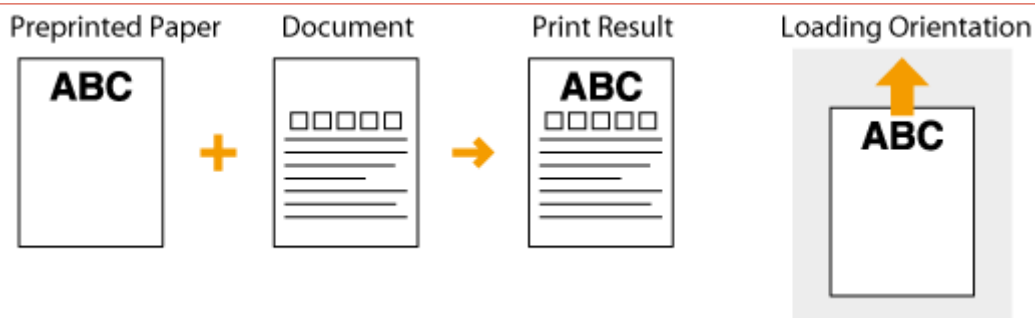 Preprinted Paper Document Print Result Loading Orientation
ABC ABC ABC